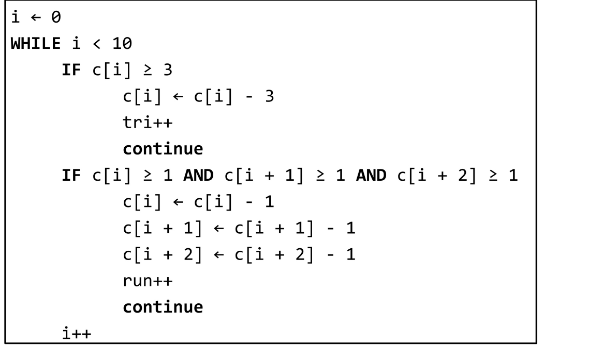 i ← 0
WHILE i < 10
IF c[i] ≥ 3
c[i] ← c[i] - 3
tri++
continue
IF c[i] ≥ 1 AND c[i + 1] ≥ 1 AND c[i + 2] ≥ 1
c[i] ← c[i] - 1
c[i + 1] ← c[i + 1] - 1
c[i + 2] ← c[i + 2] - 1
run++
continue
i++